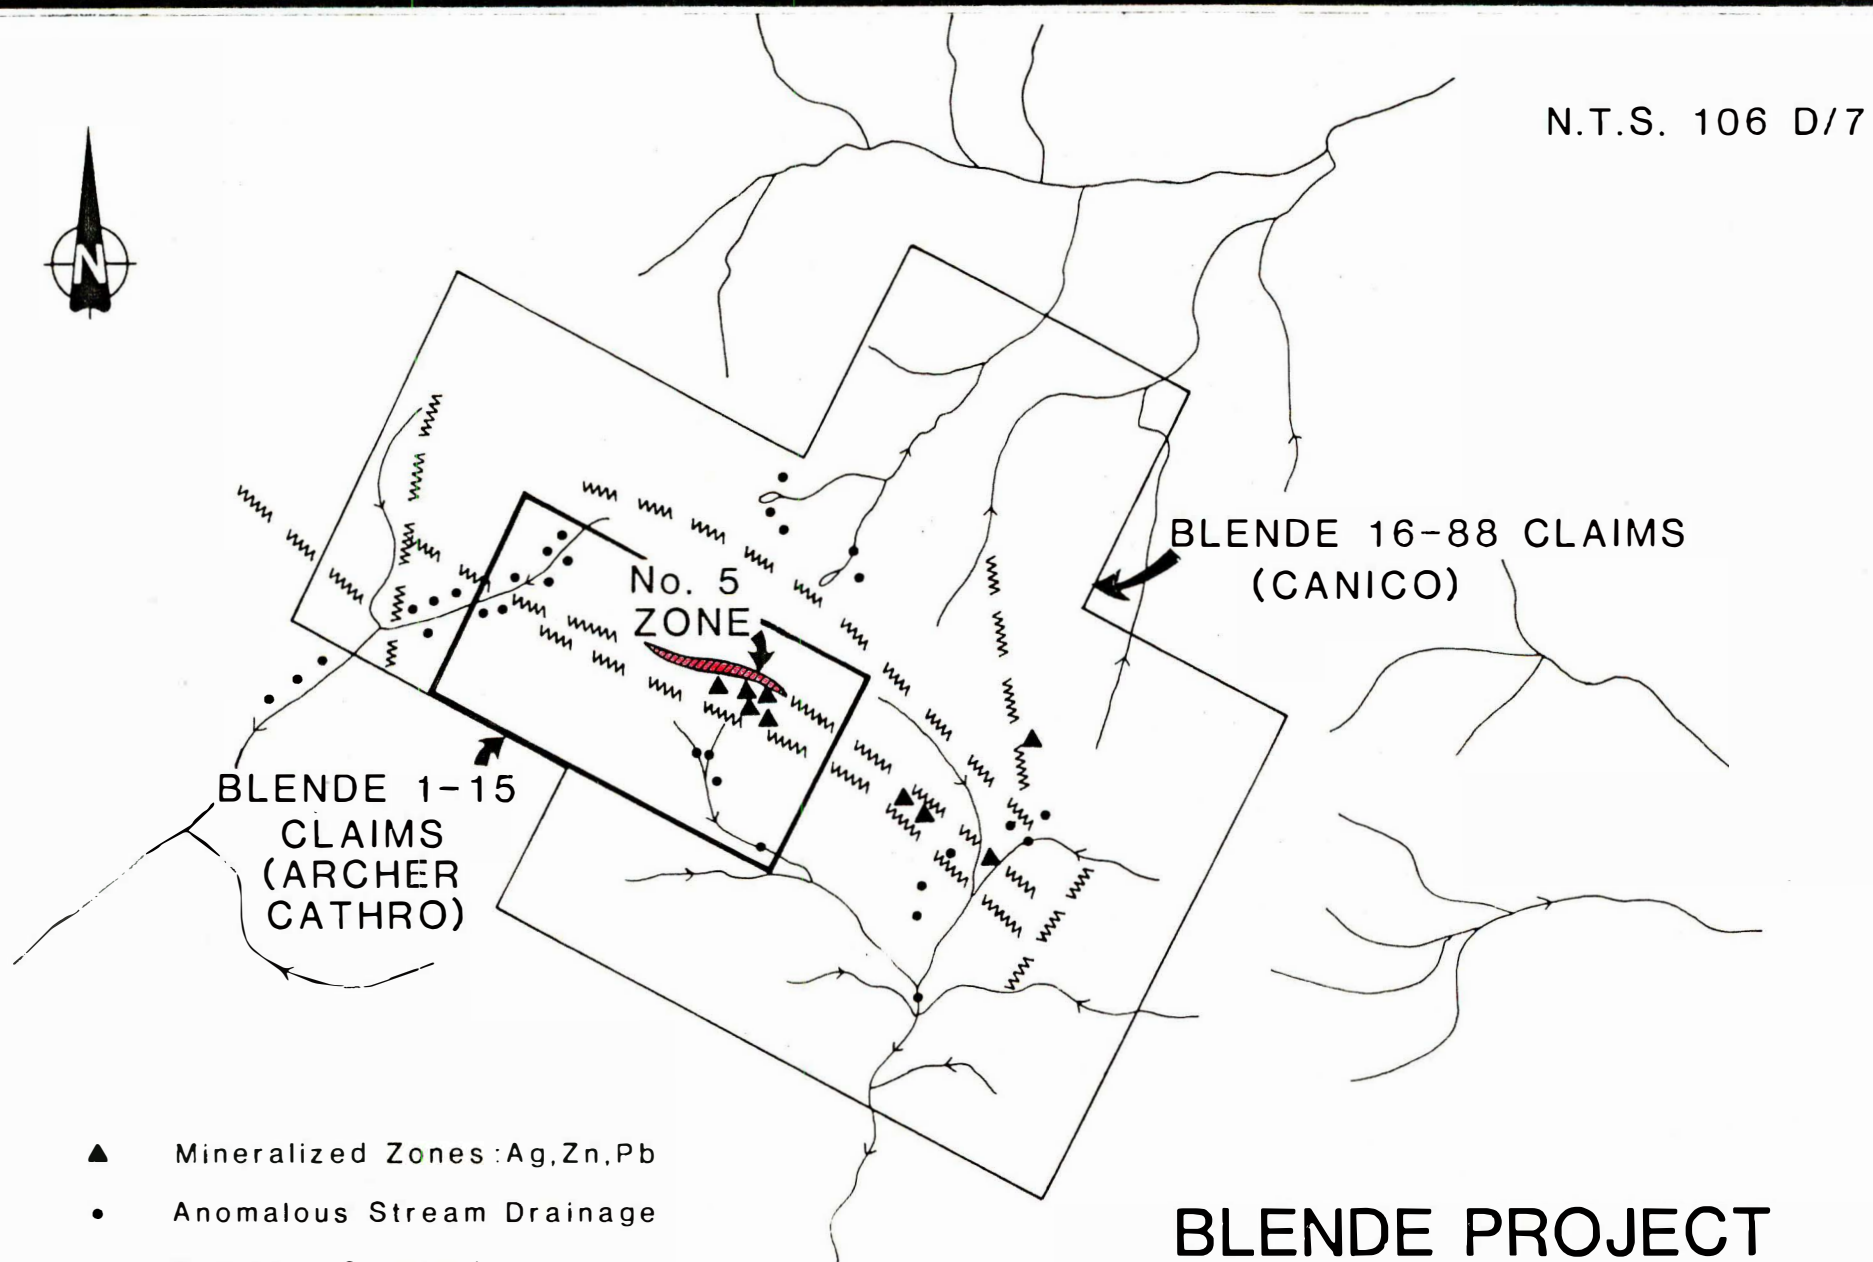 N.T.S. 106 D/7
N
BLENDE 16-88 CLAIMS
(CANICO)
No. 5
ZONE
BLENDE 1-15
CLAIMS
(ARCHER
CATHRO)
Mineralized Zones:Ag,Zn,Pb
Anomalous Stream Drainage
BLENDE PROJECT